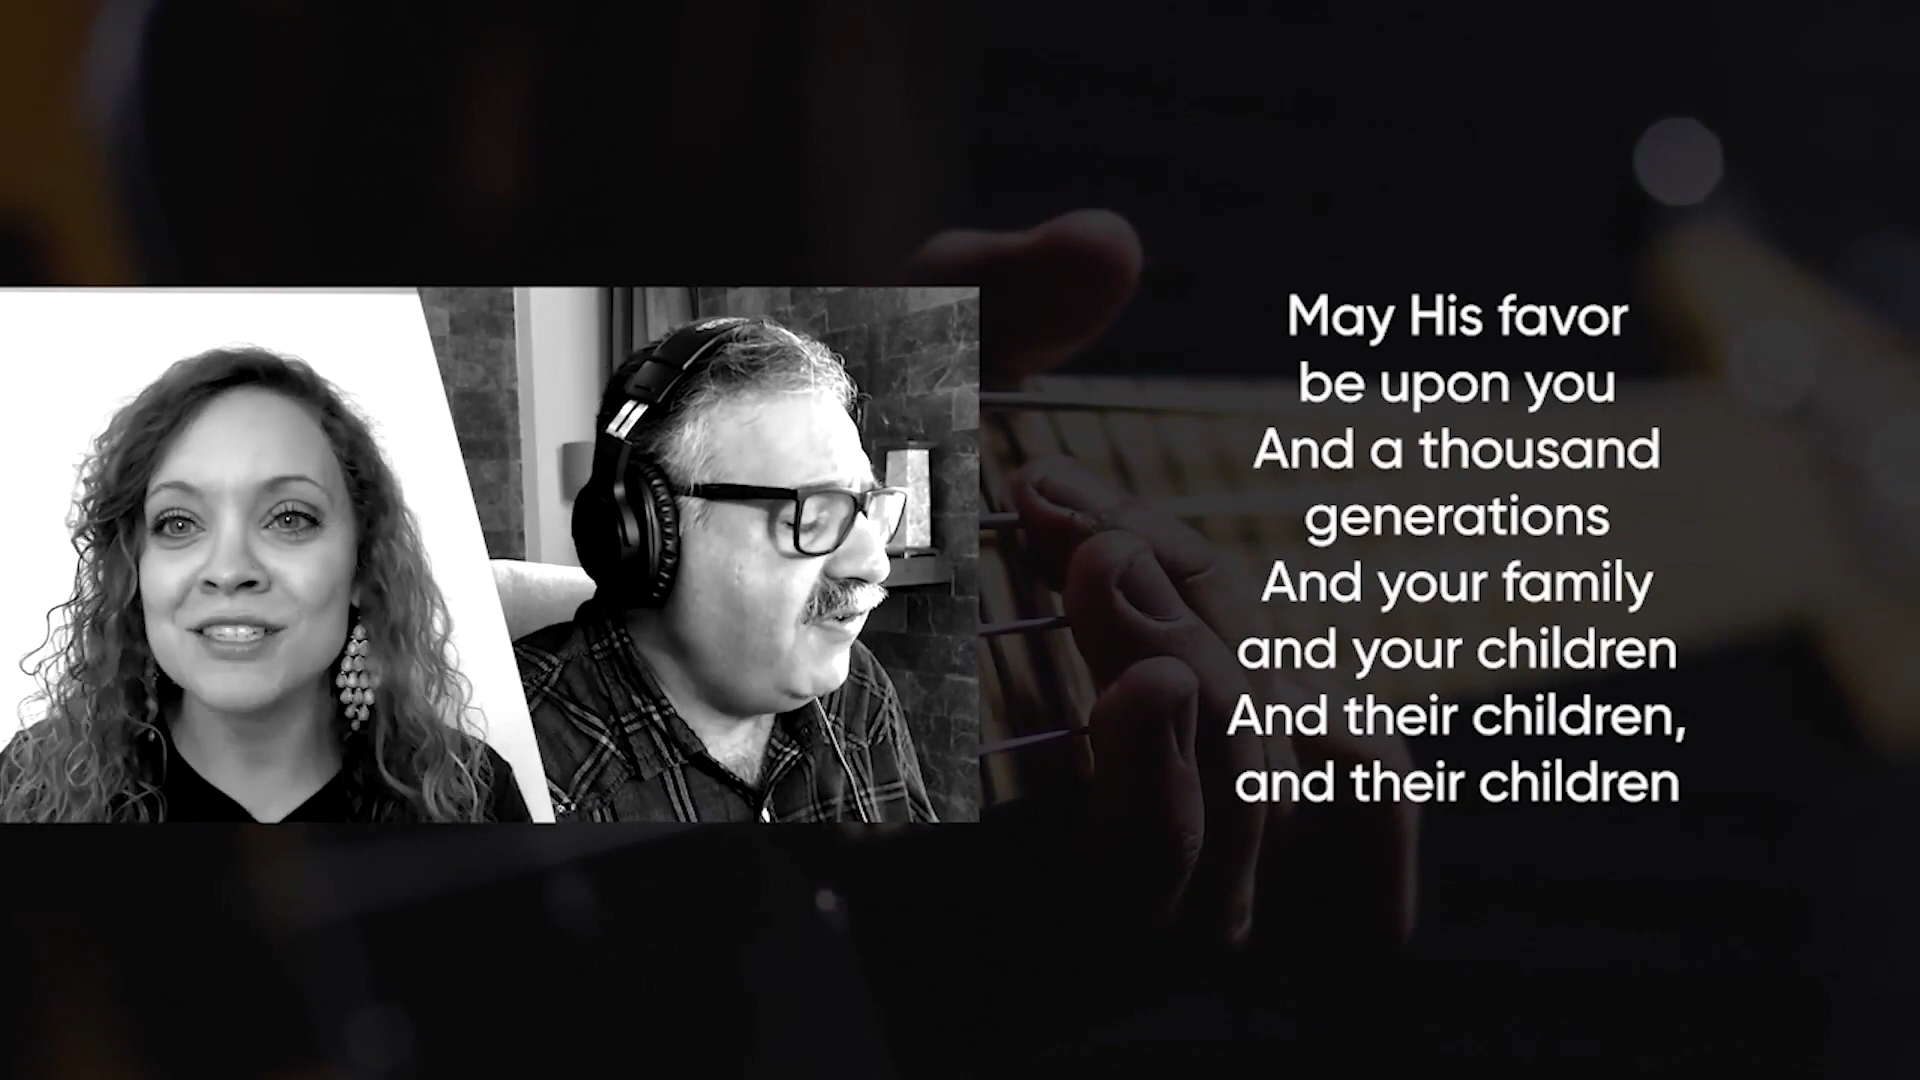 May His favor
be upon you
And a thousand
generations
And your family
and your children
And their children,
and their children